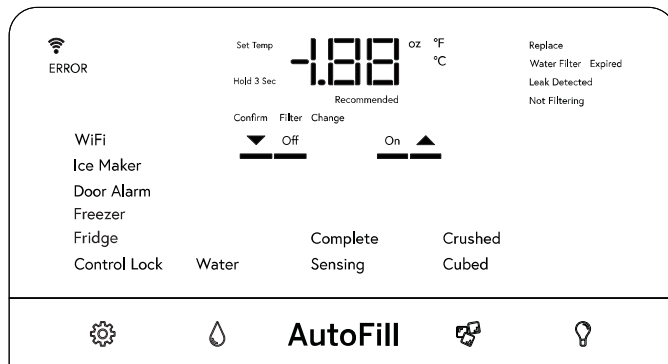 Set Temp -1.88 oz °F
ERROR °C
Hold 3 Sec
Recommended
Replace
Water Filter Expired
Leak Detected
Not Filtering
Confirm Filter Change
Off On
WiFi
Ice Maker
Door Alarm
Freezer
Fridge Complete Crushed
Control Lock Water Sensing Cubed
AutoFill